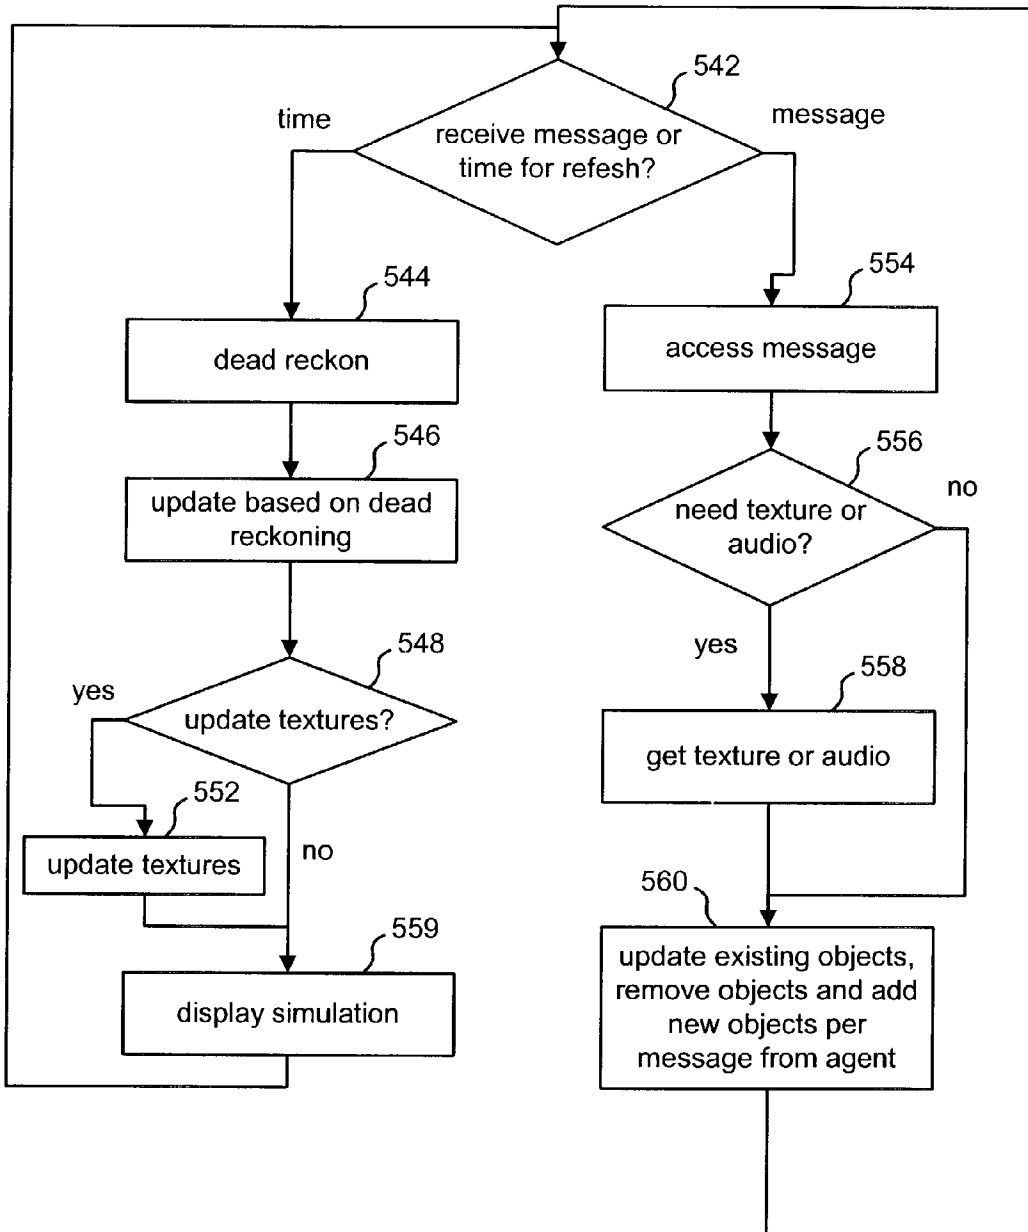 542
time
message
receive message or
time for refesh?
544
dead reckon
554
access message
546
update based on dead
reckoning
556
no
need texture or
audio?
548
yes
update textures?
yes
558
get texture or audio
552
update textures
no
560
update existing objects,
remove objects and add
new objects per
message from agent
559
display simulation